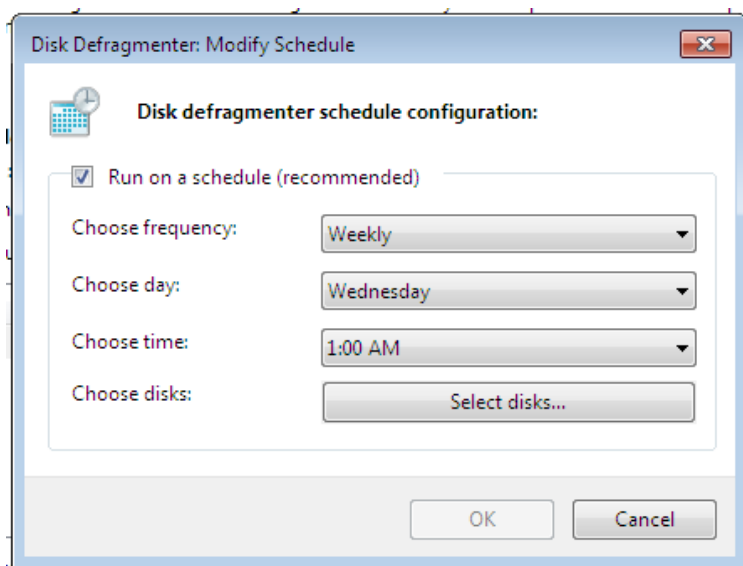 Disk Defragmenter: Modify Schedule
Disk defragmenter schedule configuration:
Run on a schedule (recommended)
Choose frequency: Weekly
Choose day: Wednesday
Choose time: 1:00 AM
Choose disks: Select disks...
OK Cancel